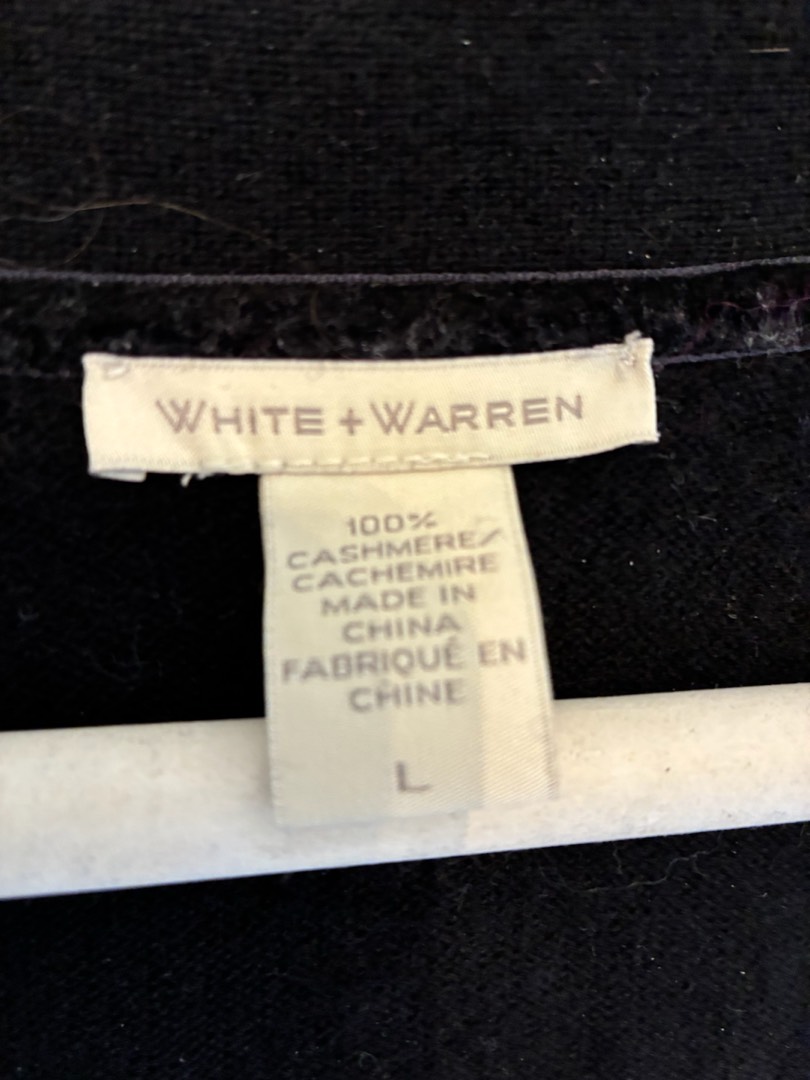 WHITE + WARREN
100%
CASHMERE/
CACHEMIRE
MADE IN
CHINA
FABRIQUÉ EN
CHINE
L